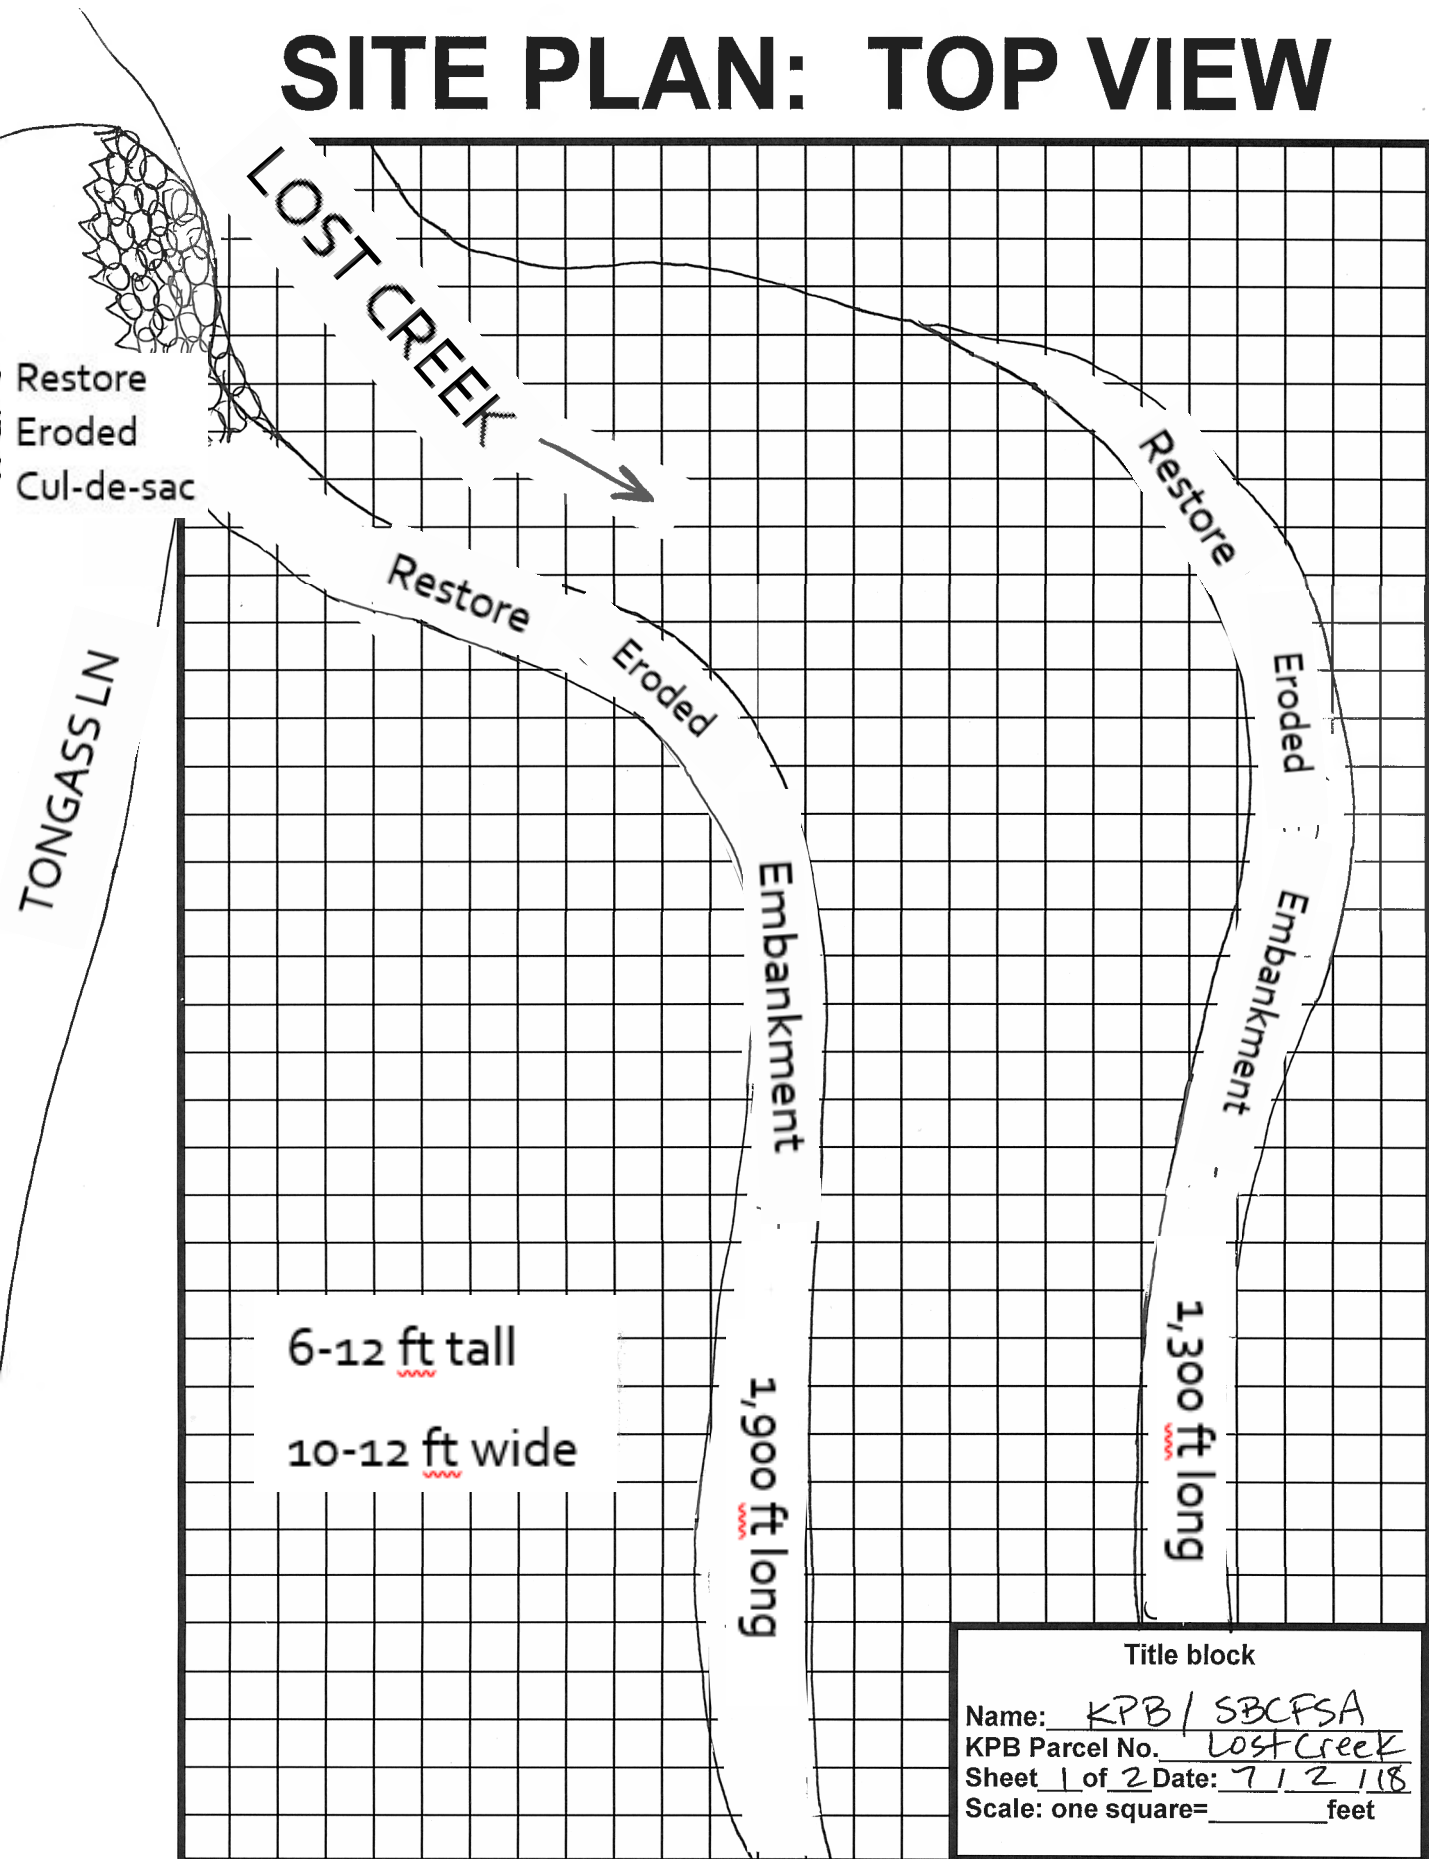 SITE PLAN: TOP VIEW
LOST CREEK
Restore
Eroded
Cul-de-sac
TONGASS LN
Restore
Eroded
Embankment
1,900 ft long
Restore
Eroded
Embankment
1,300 ft long
6-12 ft tall
10-12 ft wide
Title block
Name: KPB / SBCFSA
KPB Parcel No. Lost Creek
Sheet 1 of 2 Date: 7 / 2 / 18
Scale: one square=________feet